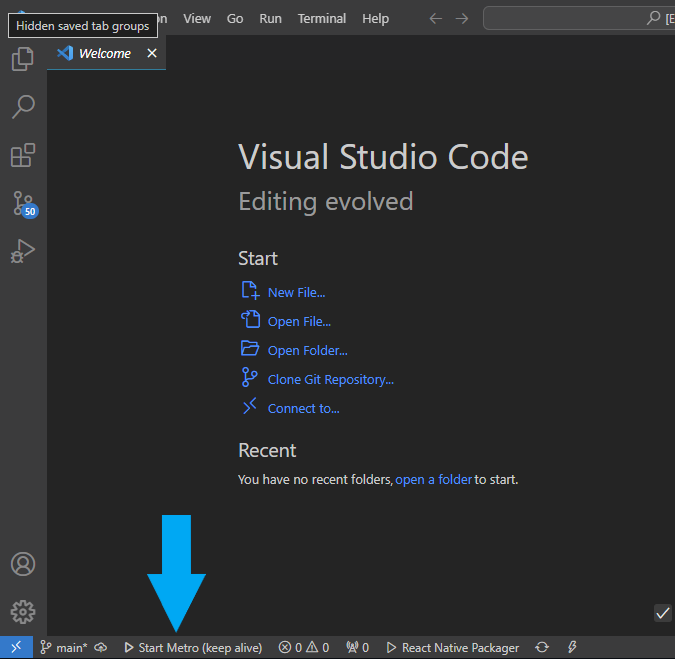 Hidden saved tab groups
on View Go Run Terminal Help
[E
Welcome
Visual Studio Code
Editing evolved
Start
New File...
Open File...
Open Folder...
50
Clone Git Repository...
Connect to...
Recent
You have no recent folders, open a folder to start.
main* Start Metro (keep alive) 0 0 0 React Native Packager